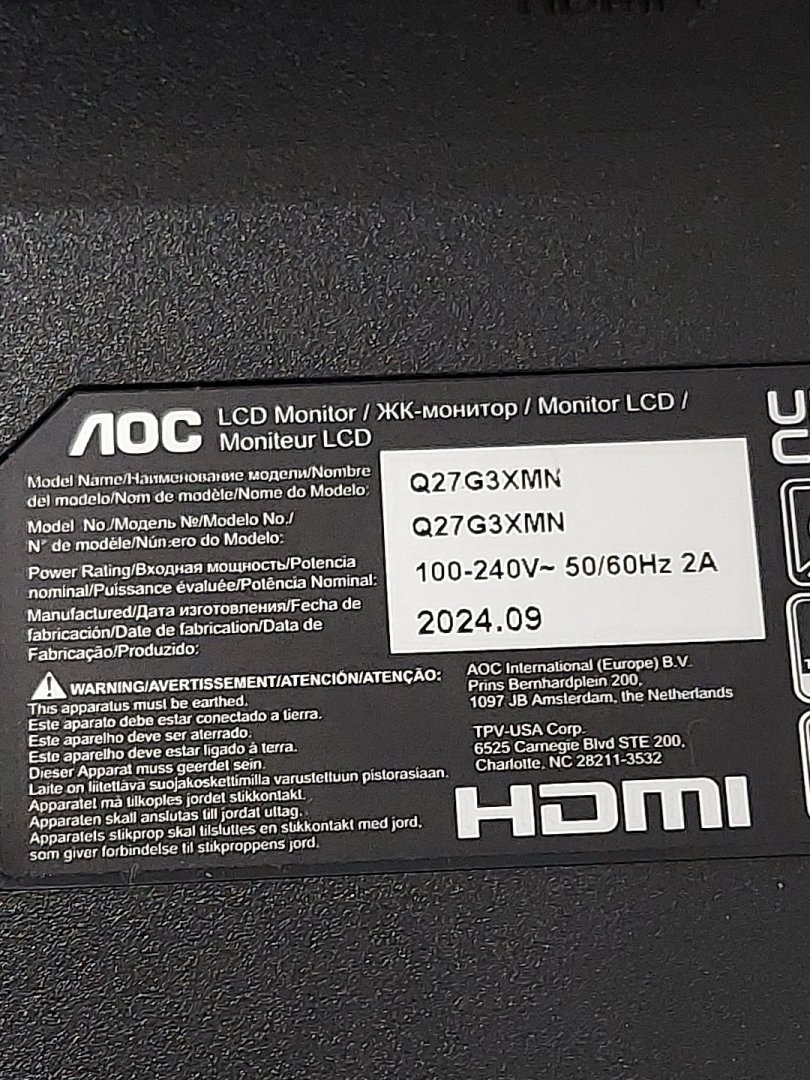 AOC
LCD Monitor / ЖК-монитор / Monitor LCD /
Moniteur LCD
Model Name/Наименование модели/Nombre
del modelo/Nom de modèle/Nome do Modelo:
Q27G3XMN
Model No./Модель №/Modelo No./
N° de modéle/Número do Modelo:
Q27G3XMN
Power Rating/Входная мощность/Potencia
nominal/Puissance évaluée/Potência Nominal:
100-240V~ 50/60Hz 2A
Manufactured/Дата изготовления/Fecha de
fabricación/Date de fabrication/Data de
Fabricação/Produzido:
2024.09
WARNING/AVERTISSEMENT/ATENCIÓN/ATENÇÃO:
This apparatus must be earthed.
Este aparato debe estar conectado a tierra.
Este aparelho deve ser aterrado.
Este aparelho deve estar ligado á terra.
Dieser Apparat muss geerdet sein.
Laite on liitettävä suojakoskettimilla varustettuun pistorasiaan.
Apparatet må tilkoples jordet stikkontakt.
Apparaten skall anslutas till jordat uttag.
Apparatets stikprop skal tilsluttes en stikkontakt med jord,
som giver forbindelse til stikproppens jord.
AOC International (Europe) B.V.
Prins Bernhardplein 200,
1097 JB Amsterdam, the Netherlands
TPV-USA Corp.
6525 Carnegie Blvd STE 200,
Charlotte, NC 28211-3532
HDMI